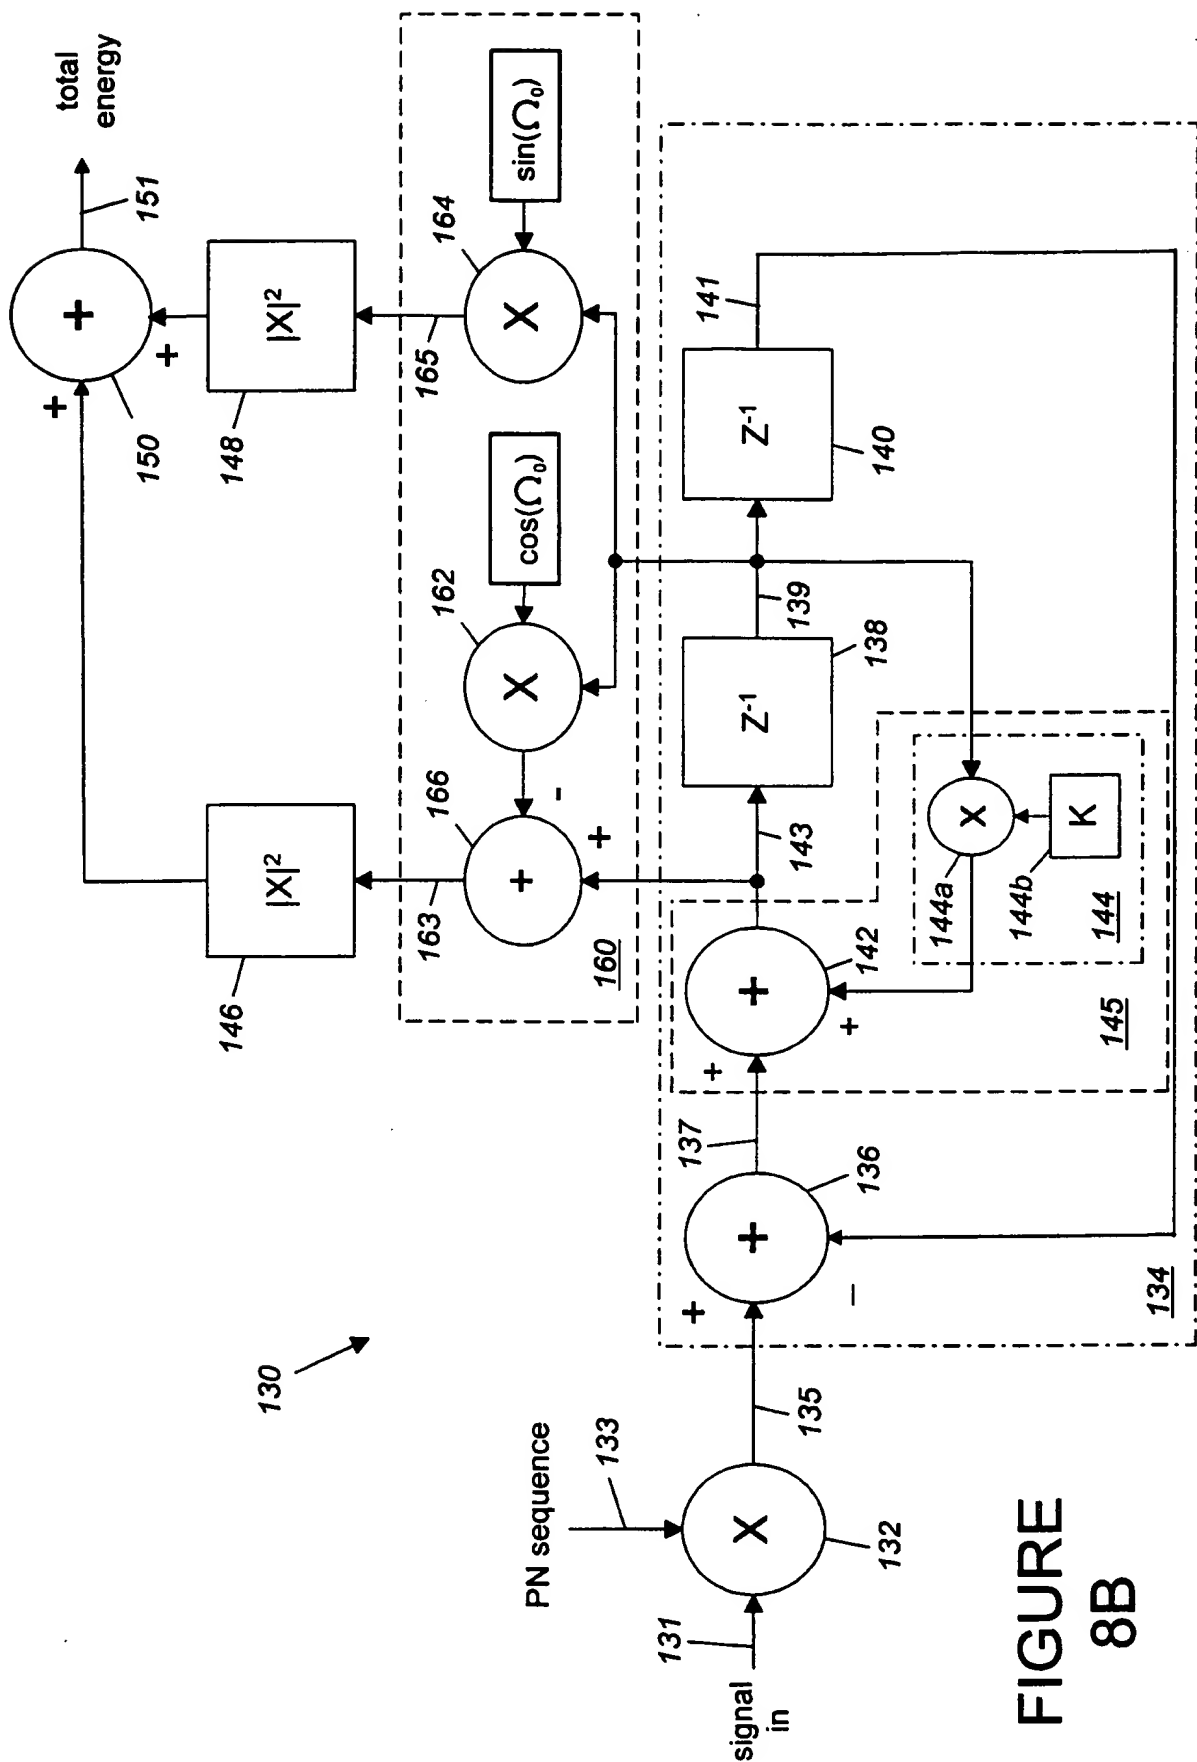 130
signal
in
131
PN sequence
133
132
135
+
−
136
137
+
+
142
143
Z-1
138
139
Z-1
140
141
X
144a
K
144b
144
145
134
X
+
+
+
+
-
166
163
160
X
162
cos(Ω0)
X
164
165
sin(Ω0)
|X|²
146
|X|²
148
+
+
+
150
151
total
energy
FIGURE
8B